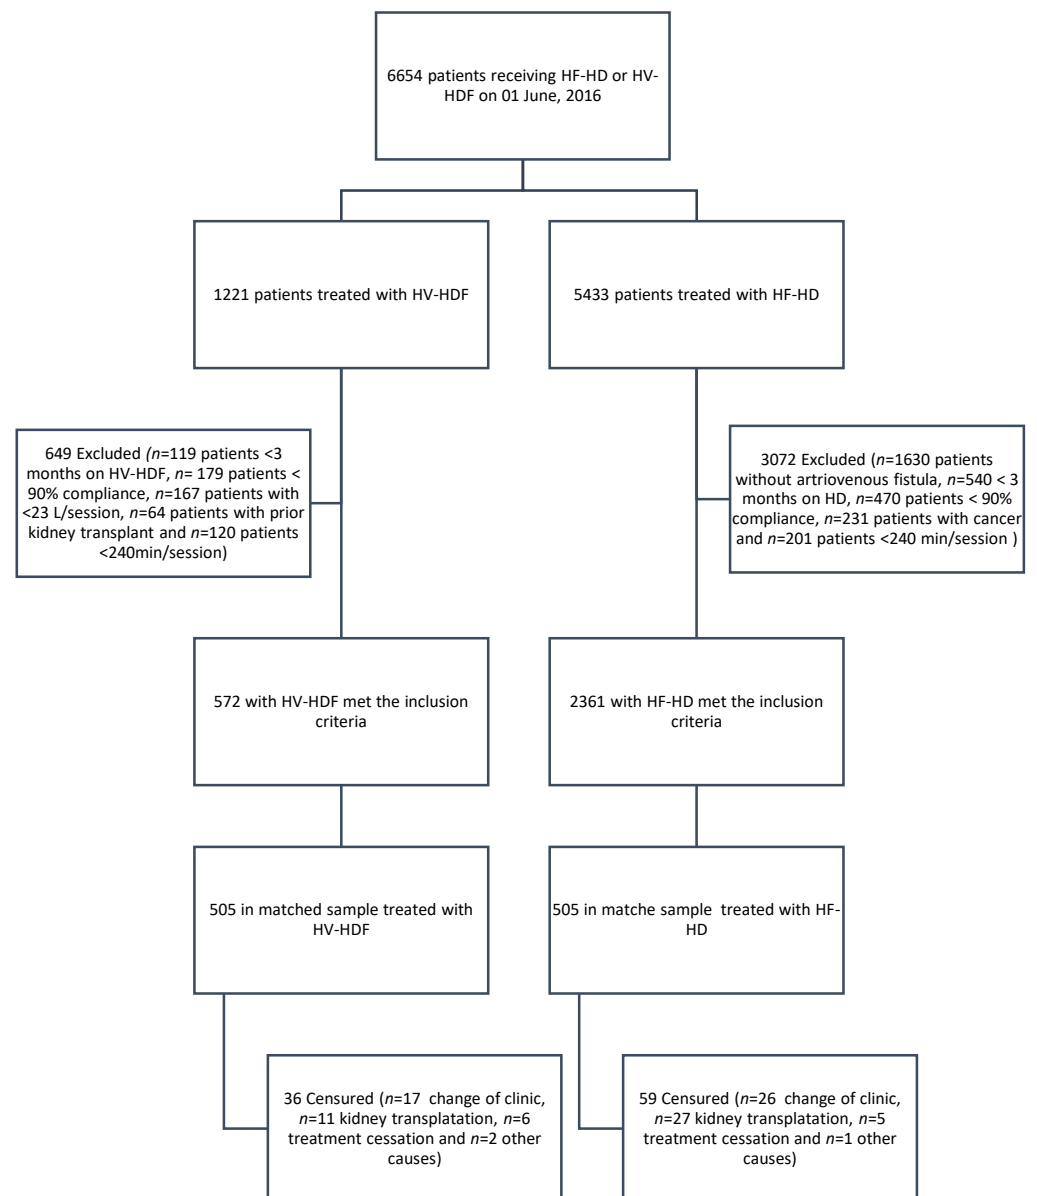 6654 patients receiving HF-HD or HV-
HDF on 01 June, 2016
1221 patients treated with HV-HDF
5433 patients treated with HF-HD
649 Excluded (n=119 patients <3
months on HV-HDF, n= 179 patients <
90% compliance, n=167 patients with
<23 L/session, n=64 patients with prior
kidney transplant and n=120 patients
<240min/session)
3072 Excluded (n=1630 patients
without artriovenous fistula, n=540 < 3
months on HD, n=470 patients < 90%
compliance, n=231 patients with cancer
and n=201 patients <240 min/session )
572 with HV-HDF met the inclusion
criteria
2361 with HF-HD met the inclusion
criteria
505 in matched sample treated with
HV-HDF
505 in matche sample  treated with HF-
HD
36 Censured (n=17  change of clinic,
n=11 kidney transplatation, n=6
treatment cessation and n=2 other
causes)
59 Censured (n=26  change of clinic,
n=27 kidney transplatation, n=5
treatment cessation and n=1 other
causes)